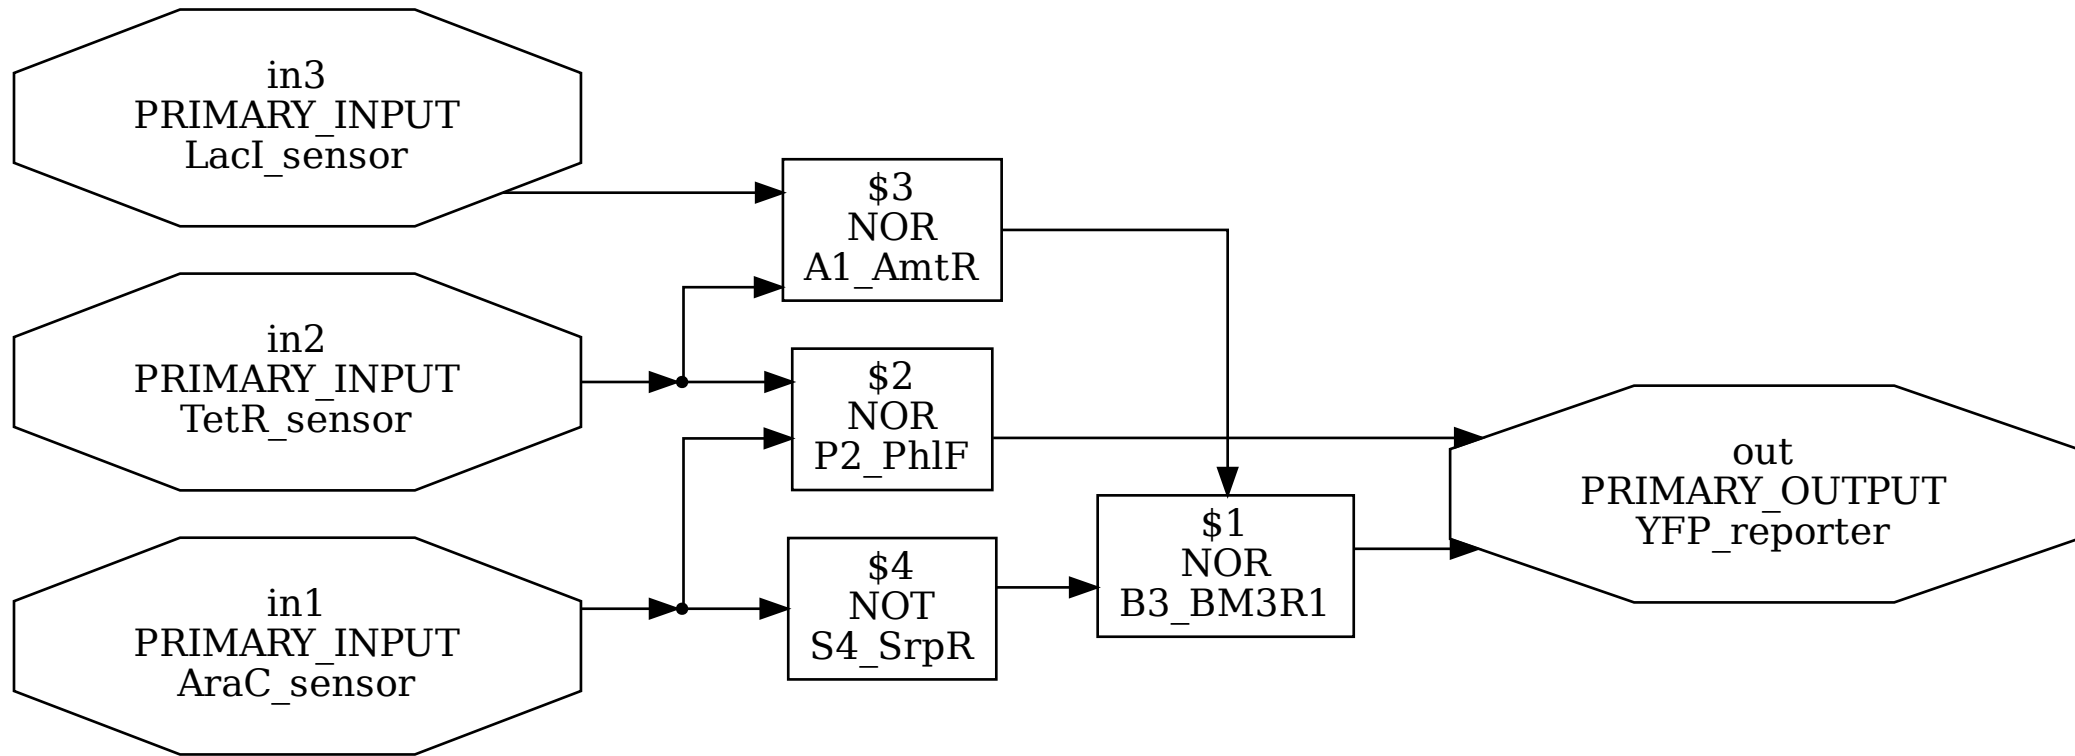 in3
PRIMARY_INPUT
LacI_sensor
$3
NOR
A1_AmtR
in2
PRIMARY_INPUT
TetR_sensor
$2
NOR
P2_PhlF
out
PRIMARY_OUTPUT
YFP_reporter
in1
PRIMARY_INPUT
AraC_sensor
$4
NOT
S4_SrpR
$1
NOR
B3_BM3R1